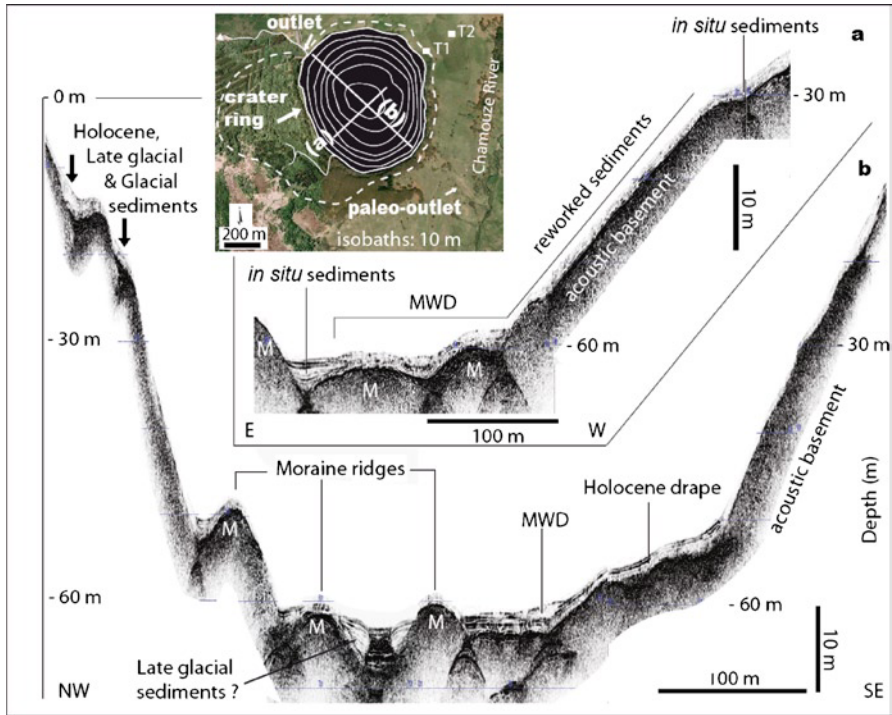 outlet
T2
T1
crater
ring
(a)
(b)
Chamouze River
paleo-outlet
200 m
isobaths: 10 m
in situ sediments
a
0 m
- 30 m
Holocene,
Late glacial
& Glacial
sediments
10 m
b
reworked sediments
acoustic basement
in situ sediments
MWD
M
M
M
- 60 m
E
W
100 m
- 30 m
- 30 m
acoustic basement
Moraine ridges
Holocene drape
MWD
Depth (m)
M
M
M
- 60 m
- 60 m
10 m
Late glacial
sediments ?
100 m
NW
SE